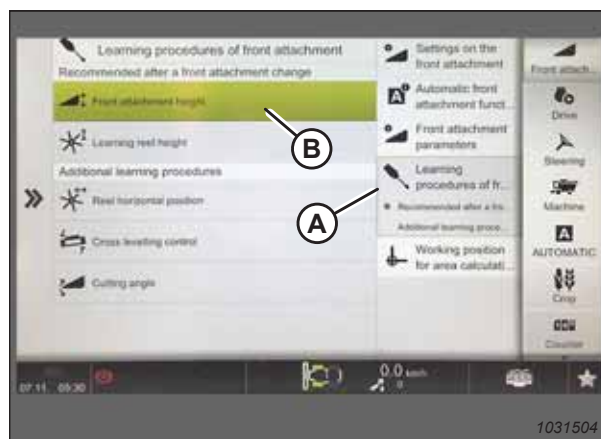 Learning procedures of front attachment
Recommended after a front attachment change
Front attachment height
Learning reel height
Additional learning procedures
Reel horizontal position
Cross levelling control
Cutting angle
Settings on the
front attachment
Automatic front
attachment funct...
Front attachment
parameters
Learning
procedures of fr...
Recommended after a fro...
Additional learning proce...
Working position
for area calculati...
Front attach...
Drive
Steering
Machine
AUTOMATIC
Crop
Counter
B
A
07.11 05:30
0.0 km/h
0
1031504